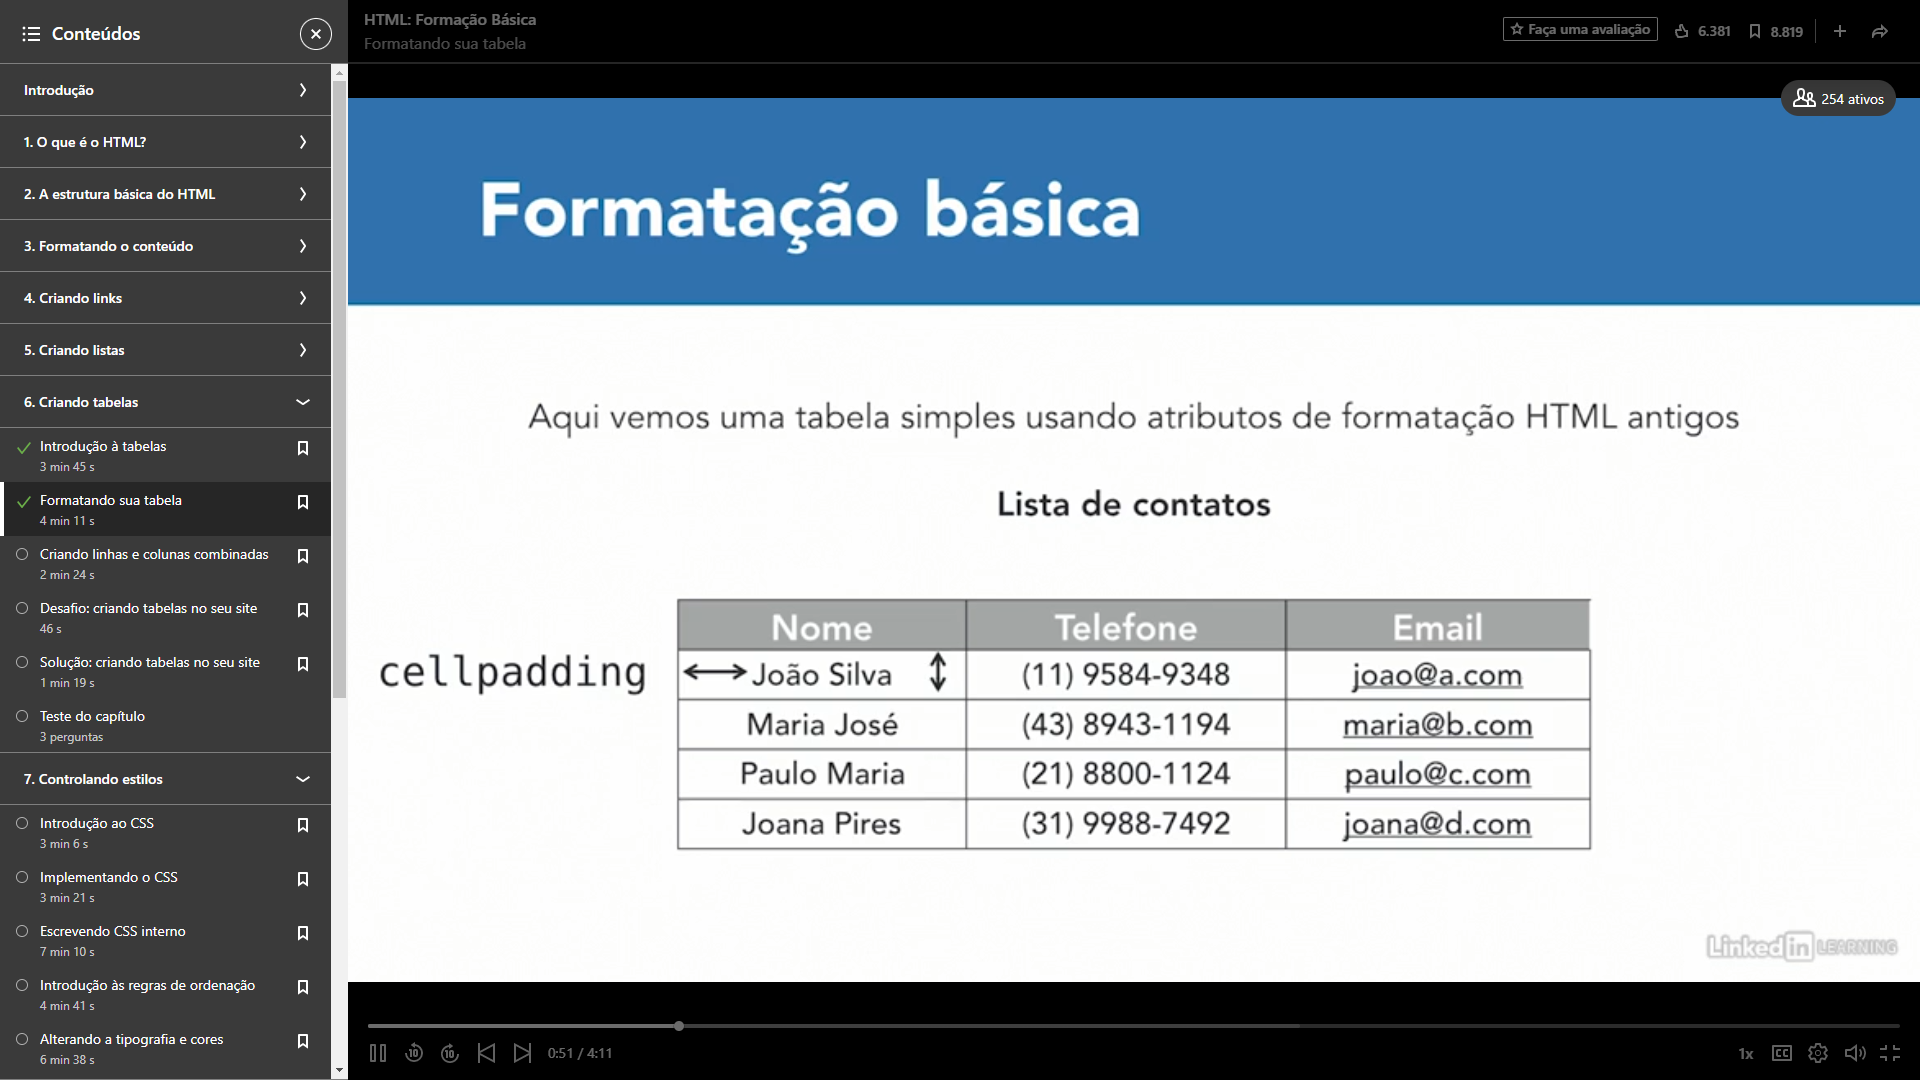 Conteúdos
Introdução
1. O que é o HTML?
2. A estrutura básica do HTML
3. Formatando o conteúdo
4. Criando links
5. Criando listas
6. Criando tabelas
Introdução à tabelas
3 min 45 s
Formatando sua tabela
4 min 11 s
Criando linhas e colunas combinadas
2 min 24 s
Desafio: criando tabelas no seu site
46 s
Solução: criando tabelas no seu site
1 min 19 s
Teste do capítulo
3 perguntas
7. Controlando estilos
Introdução ao CSS
3 min 6 s
Implementando o CSS
3 min 21 s
Escrevendo CSS interno
7 min 10 s
Introdução às regras de ordenação
4 min 41 s
Alterando a tipografia e cores
6 min 38 s
HTML: Formação Básica
Formatando sua tabela
Faça uma avaliação 6.381 8.819
254 ativos
Formatação básica
Aqui vemos uma tabela simples usando atributos de formatação HTML antigos
Lista de contatos
Nome Telefone Email
cellpadding João Silva (11) 9584-9348 joao@a.com
Maria José (43) 8943-1194 maria@b.com
Paulo Maria (21) 8800-1124 paulo@c.com
Joana Pires (31) 9988-7492 joana@d.com
Linked in LEARNING
10 10 0:51 / 4:11 1x CC